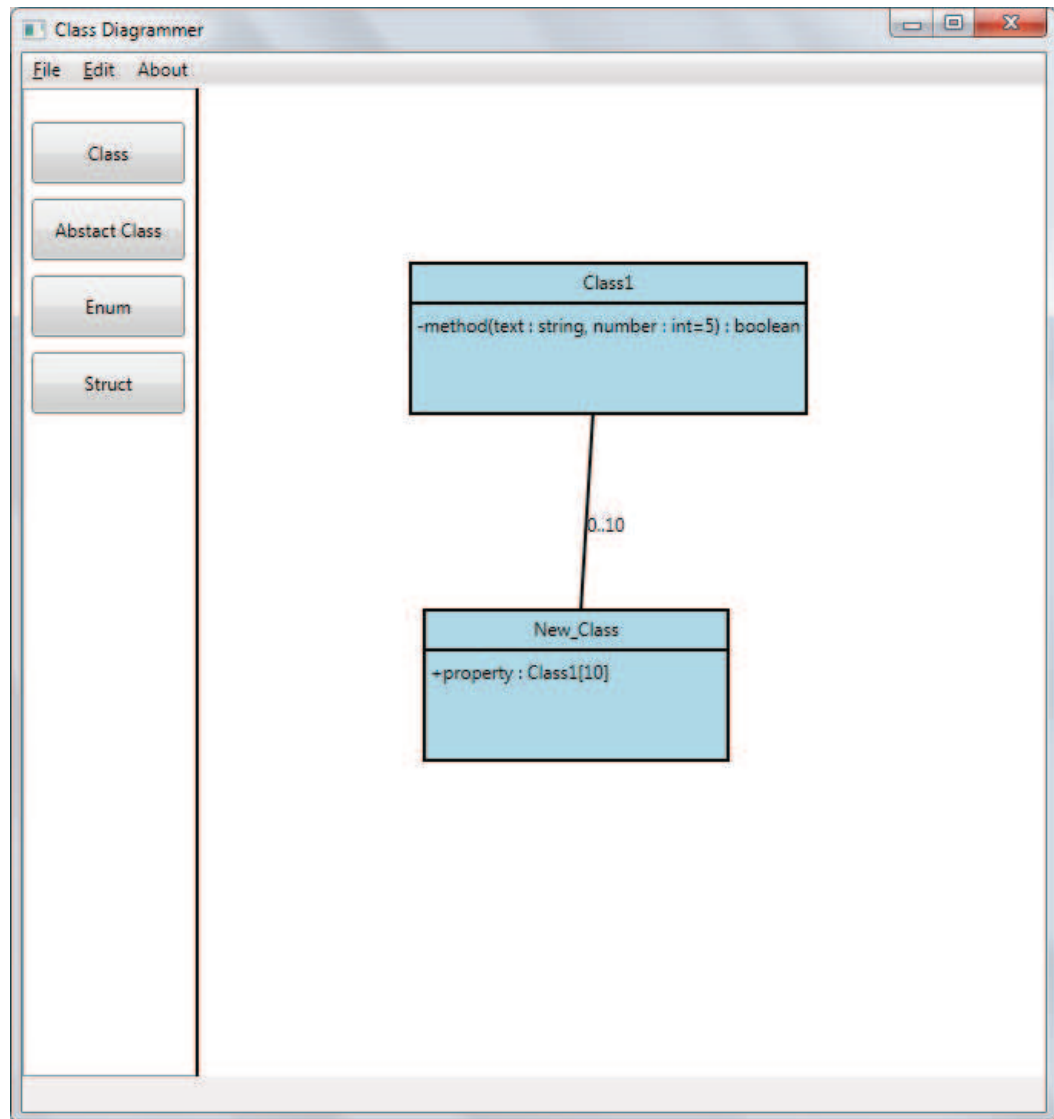 Class Diagrammer
File Edit About
Class
Abstact Class
Enum
Struct
Class1
-method(text : string, number : int=5) : boolean
0..10
New_Class
+property : Class1[10]